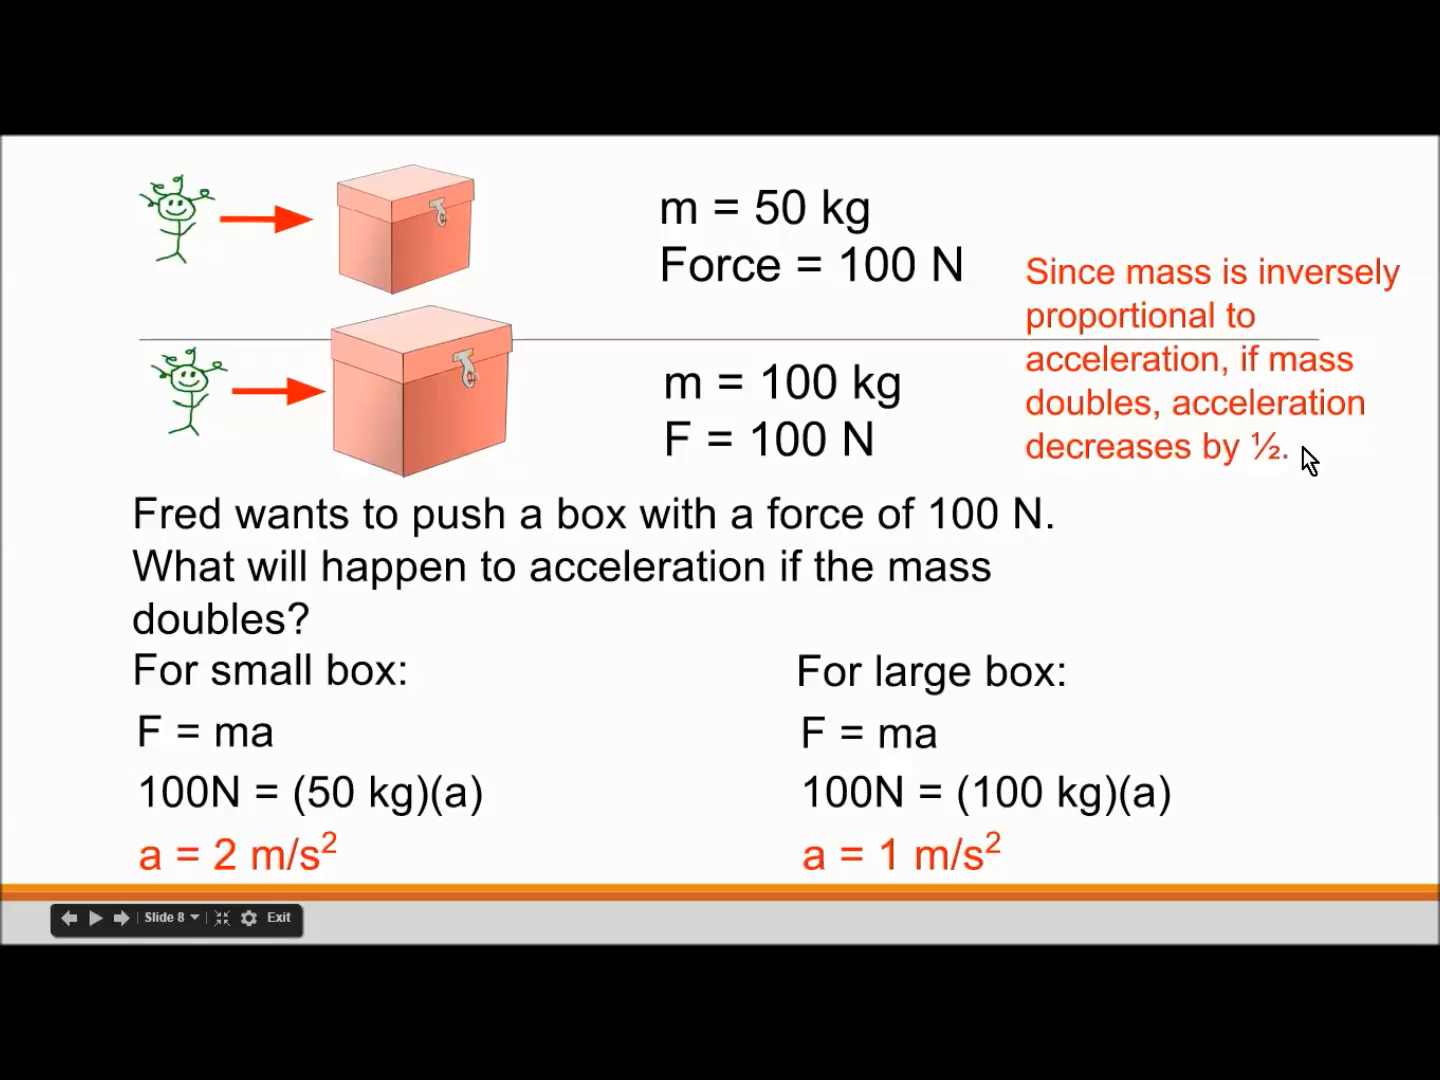 m = 50 kg
Force = 100 N
m = 100 kg
F = 100 N
Since mass is inversely
proportional to
acceleration, if mass
doubles, acceleration
decreases by ½.
Fred wants to push a box with a force of 100 N.
What will happen to acceleration if the mass
doubles?
For small box:
F = ma
100N = (50 kg)(a)
a = 2 m/s²
For large box:
F = ma
100N = (100 kg)(a)
a = 1 m/s²
Slide 8
Exit